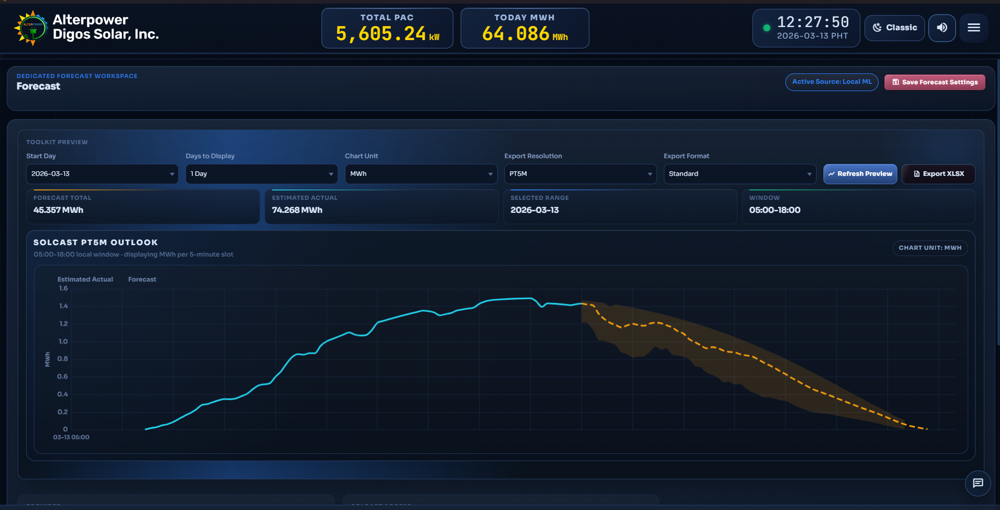 ALTERPOWER
Alterpower
Digos Solar, Inc.
TOTAL PAC
5,605.24 kW
TODAY MWH
64.086 MWh
12:27:50
2026-03-13 PHT
Classic
DEDICATED FORECAST WORKSPACE
Forecast
Active Source: Local ML
Save Forecast Settings
TOOLKIT PREVIEW
Start Day
Days to Display
Chart Unit
Export Resolution
Export Format
2026-03-13
1 Day
MWh
PT5M
Standard
Refresh Preview
Export XLSX
FORECAST TOTAL
45.357 MWh
ESTIMATED ACTUAL
74.268 MWh
SELECTED RANGE
2026-03-13
WINDOW
05:00-18:00
SOLCAST PT5M OUTLOOK
05:00-18:00 local window · displaying MWh per 5-minute slot
CHART UNIT: MWH
Estimated Actual
Forecast
1.6
1.4
1.2
1.0
0.8
0.6
0.4
0.2
0
MWh
03-13 05:00